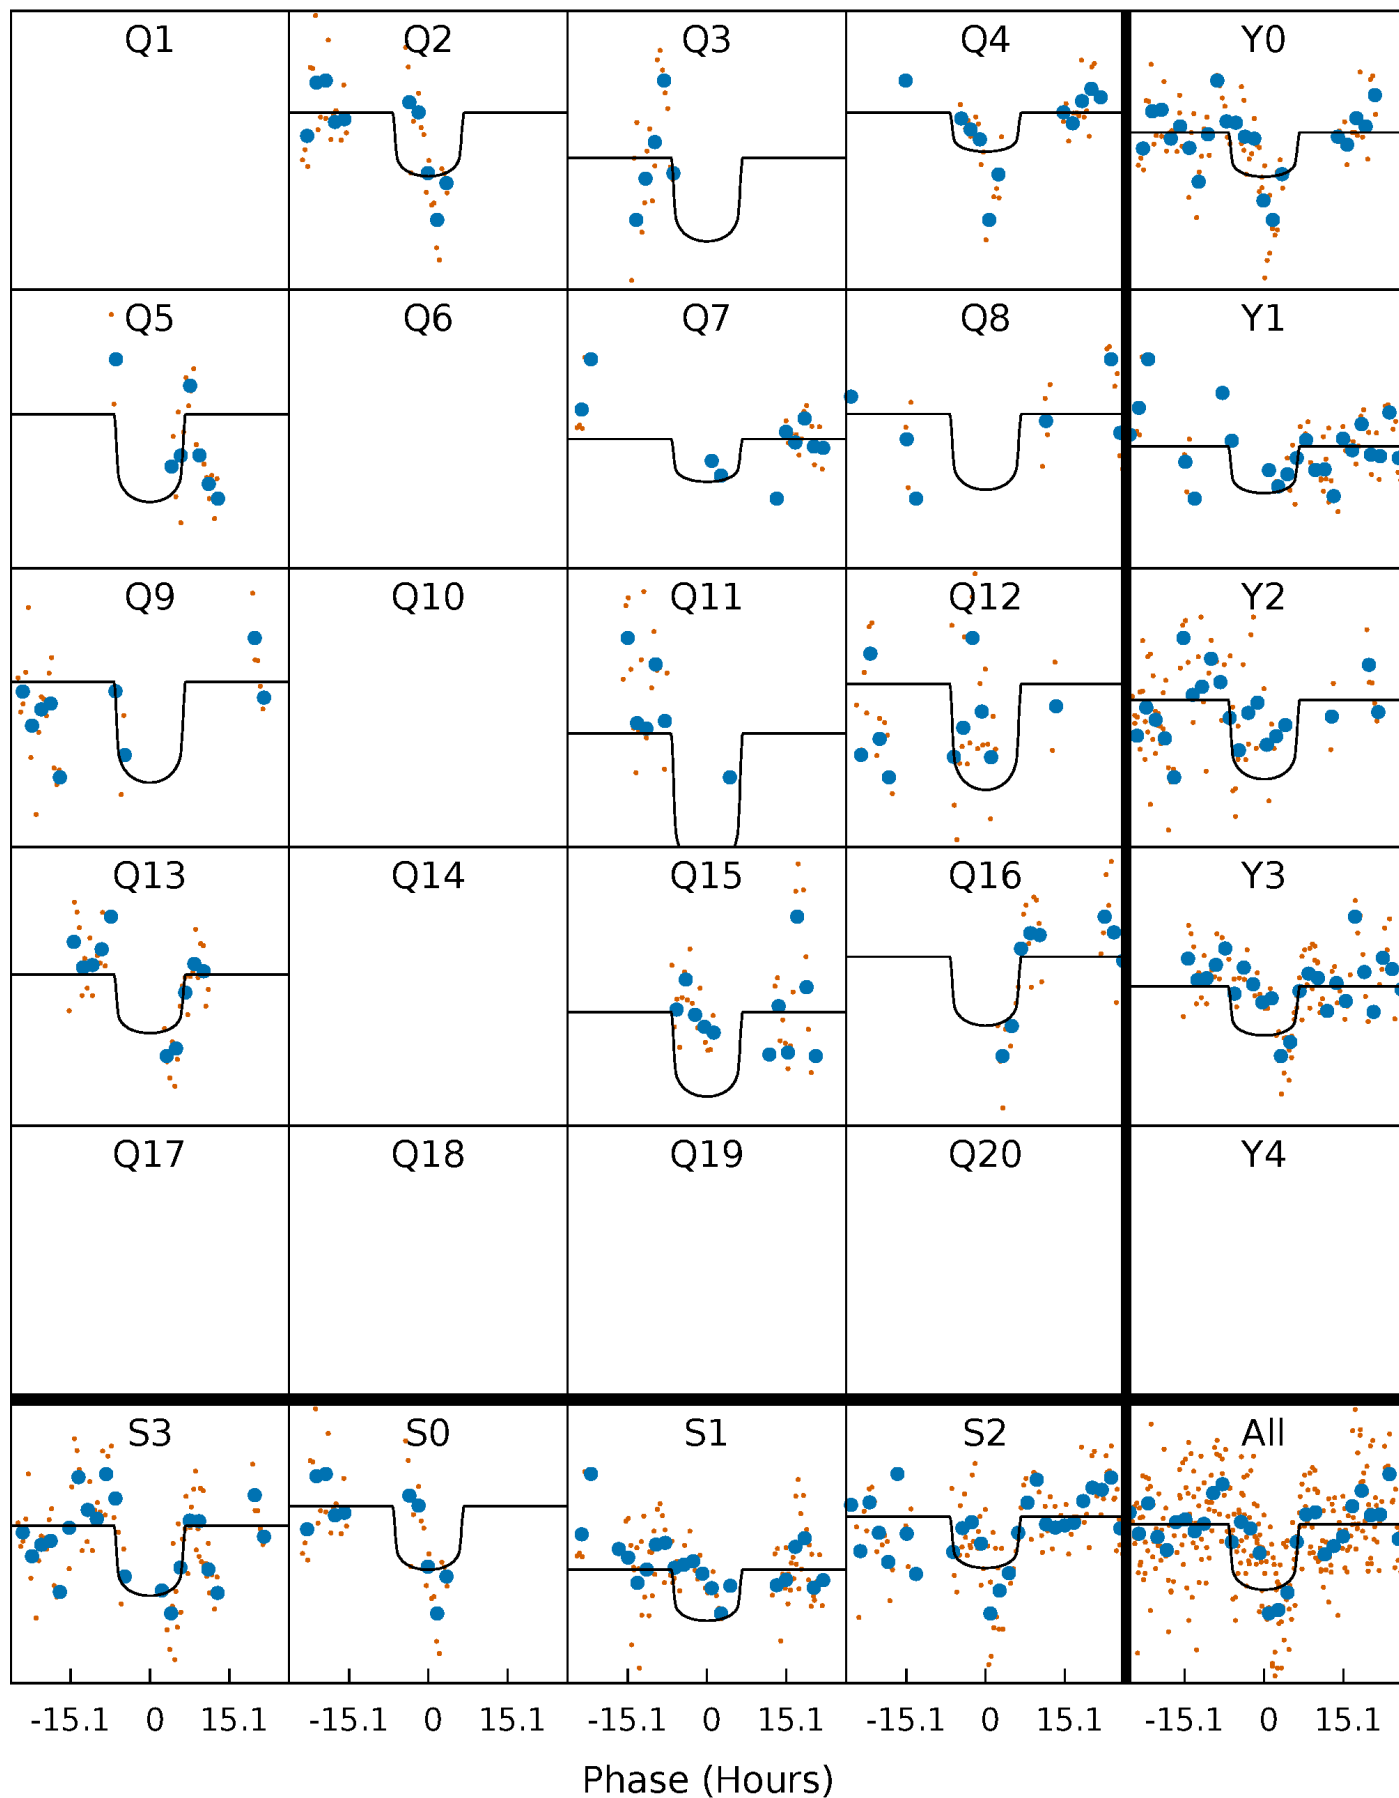 Q1 Q2 Q3 Q4 Y0
Q5 Q6 Q7 Q8 Y1
Q9 Q10 Q11 Q12 Y2
Q13 Q14 Q15 Q16 Y3
Q17 Q18 Q19 Q20 Y4
S3 S0 S1 S2 All
-15.1 0 15.1 -15.1 0 15.1 -15.1 0 15.1 -15.1 0 15.1 -15.1 0 15.1
Phase (Hours)